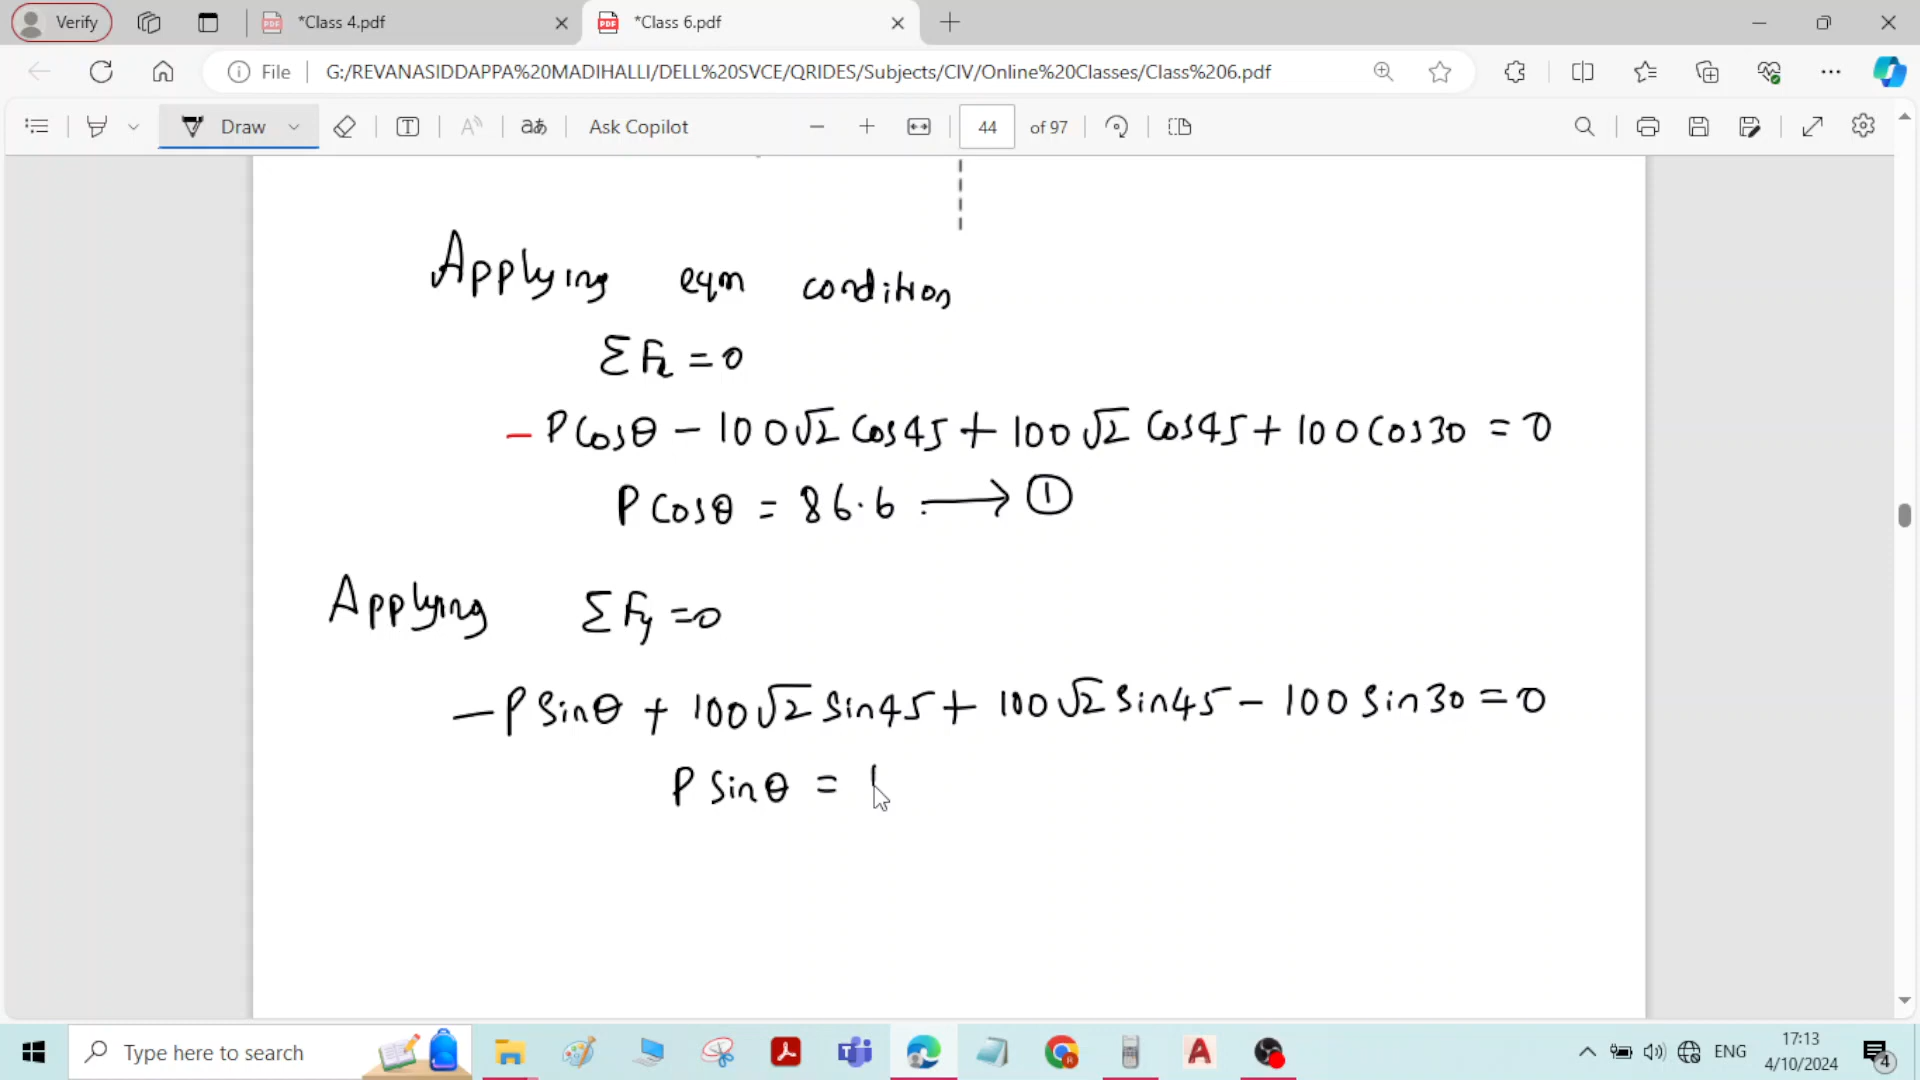 Verify
*Class 4.pdf
*Class 6.pdf
File
G:/REVANASIDDAPPA%20MADIHALLI/DELL%20SVCE/QRIDES/Subjects/CIV/Online%20Classes/Class%206.pdf
Draw
Ask Copilot
44 of 97
Applying eqm condition
ΣFx = 0
- P Cosθ - 100√2 Cos45 + 100√2 Cos45 + 100 Cos30 = 0
P Cosθ = 86.6 → ①
Applying ΣFy = 0
- P Sinθ + 100√2 Sin45 + 100√2 Sin45 - 100 Sin30 = 0
P Sinθ = 1
Type here to search
ENG
17:13
4/10/2024
4